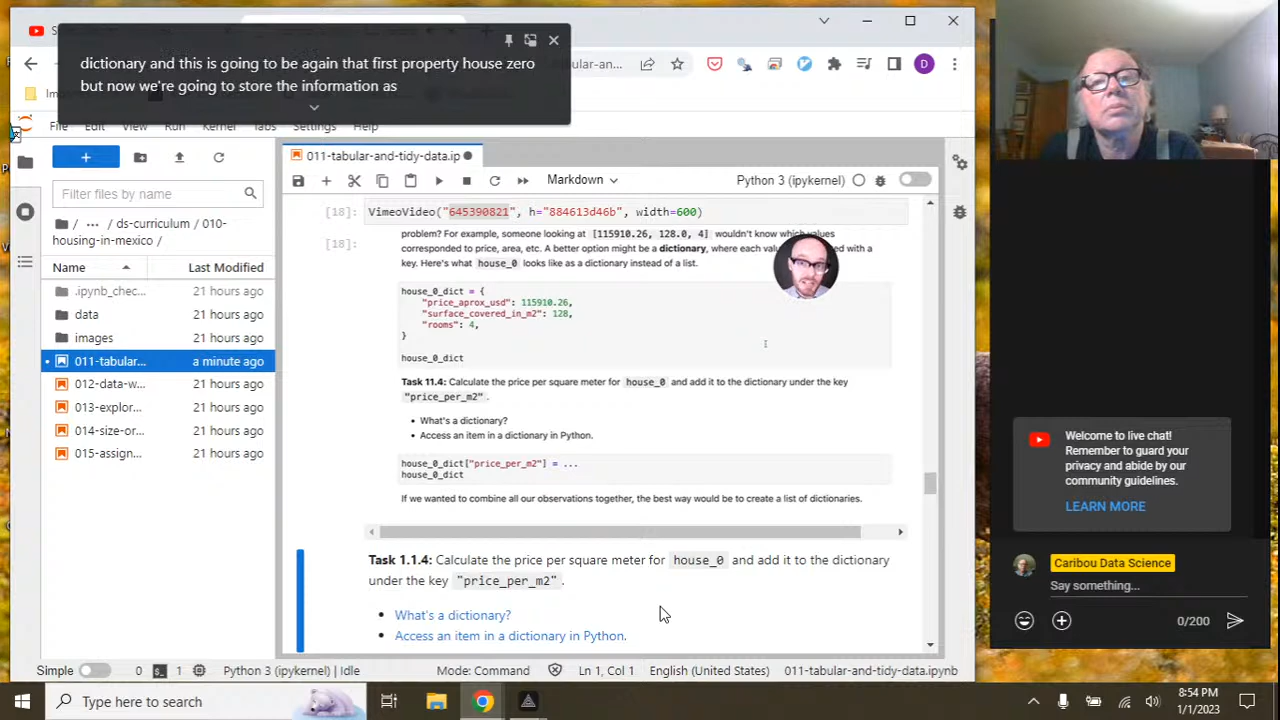 dictionary and this is going to be again that first property house zero
but now we're going to store the information as
D
File Edit View Run Kernel Tabs Settings Help
011-tabular-and-tidy-data.ip
Markdown
Python 3 (ipykernel)
Filter files by name
/ ... / ds-curriculum / 010-
housing-in-mexico /
Name Last Modified
.ipynb_chec... 21 hours ago
data 21 hours ago
images 21 hours ago
011-tabular... a minute ago
012-data-w... 21 hours ago
013-explor... 21 hours ago
014-size-or... 21 hours ago
015-assign... 21 hours ago
[18]: VimeoVideo("645390821", h="884613d46b", width=600)
[18]:
problem? For example, someone looking at [115910.26, 128.0, 4] wouldn't know which values
corresponded to price, area, etc. A better option might be a dictionary, where each valu
with a
key. Here's what house_0 looks like as a dictionary instead of a list.
house_0_dict = {
"price_aprox_usd": 115910.26,
"surface_covered_in_m2": 128,
"rooms": 4,
}
house_0_dict
Task 11.4: Calculate the price per square meter for house_0 and add it to the dictionary under the key
"price_per_m2".
• What's a dictionary?
• Access an item in a dictionary in Python.
house_0_dict["price_per_m2"] = ...
house_0_dict
If we wanted to combine all our observations together, the best way would be to create a list of dictionaries.
Task 1.1.4: Calculate the price per square meter for house_0 and add it to the dictionary
under the key "price_per_m2".
• What's a dictionary?
• Access an item in a dictionary in Python.
Simple 0 1 Python 3 (ipykernel) | Idle Mode: Command Ln 1, Col 1 English (United States) 011-tabular-and-tidy-data.ipynb
Type here to search
8:54 PM
1/1/2023
Welcome to live chat!
Remember to guard your
privacy and abide by our
community guidelines.
LEARN MORE
Caribou Data Science
Say something...
0/200